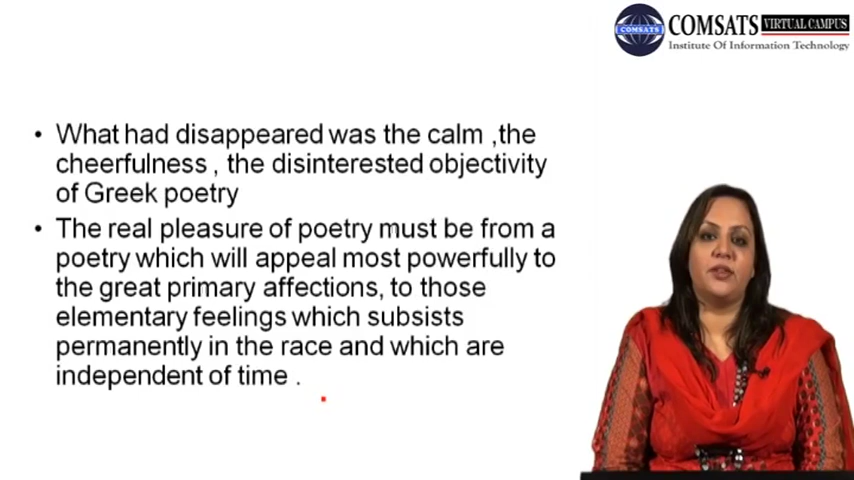 COMSATS VIRTUAL CAMPUS
Institute Of Information Technology
COMSATS
• What had disappeared was the calm ,the
cheerfulness , the disinterested objectivity
of Greek poetry
• The real pleasure of poetry must be from a
poetry which will appeal most powerfully to
the great primary affections, to those
elementary feelings which subsists
permanently in the race and which are
independent of time .